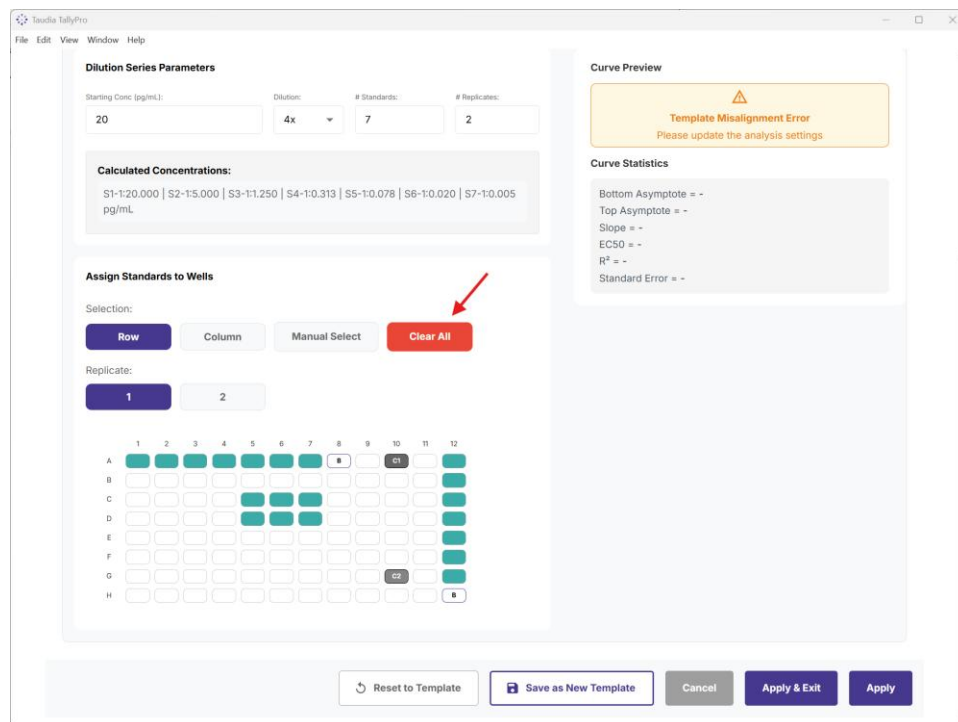 Taudia TallyPro
File Edit View Window Help
Dilution Series Parameters
Starting Conc (pg/mL): Dilution: # Standards: # Replicates:
20 4x 7 2
Calculated Concentrations:
S1-1:20.000 | S2-1:5.000 | S3-1:1.250 | S4-1:0.313 | S5-1:0.078 | S6-1:0.020 | S7-1:0.005
pg/mL
Curve Preview
Template Misalignment Error
Please update the analysis settings
Curve Statistics
Bottom Asymptote = -
Top Asymptote = -
Slope = -
EC50 = -
R² = -
Standard Error = -
Assign Standards to Wells
Selection:
Row Column Manual Select Clear All
Replicate:
1 2
1 2 3 4 5 6 7 8 9 10 11 12
A B C1
B
C
D
E
F
G C2
H B
Reset to Template Save as New Template Cancel Apply & Exit Apply